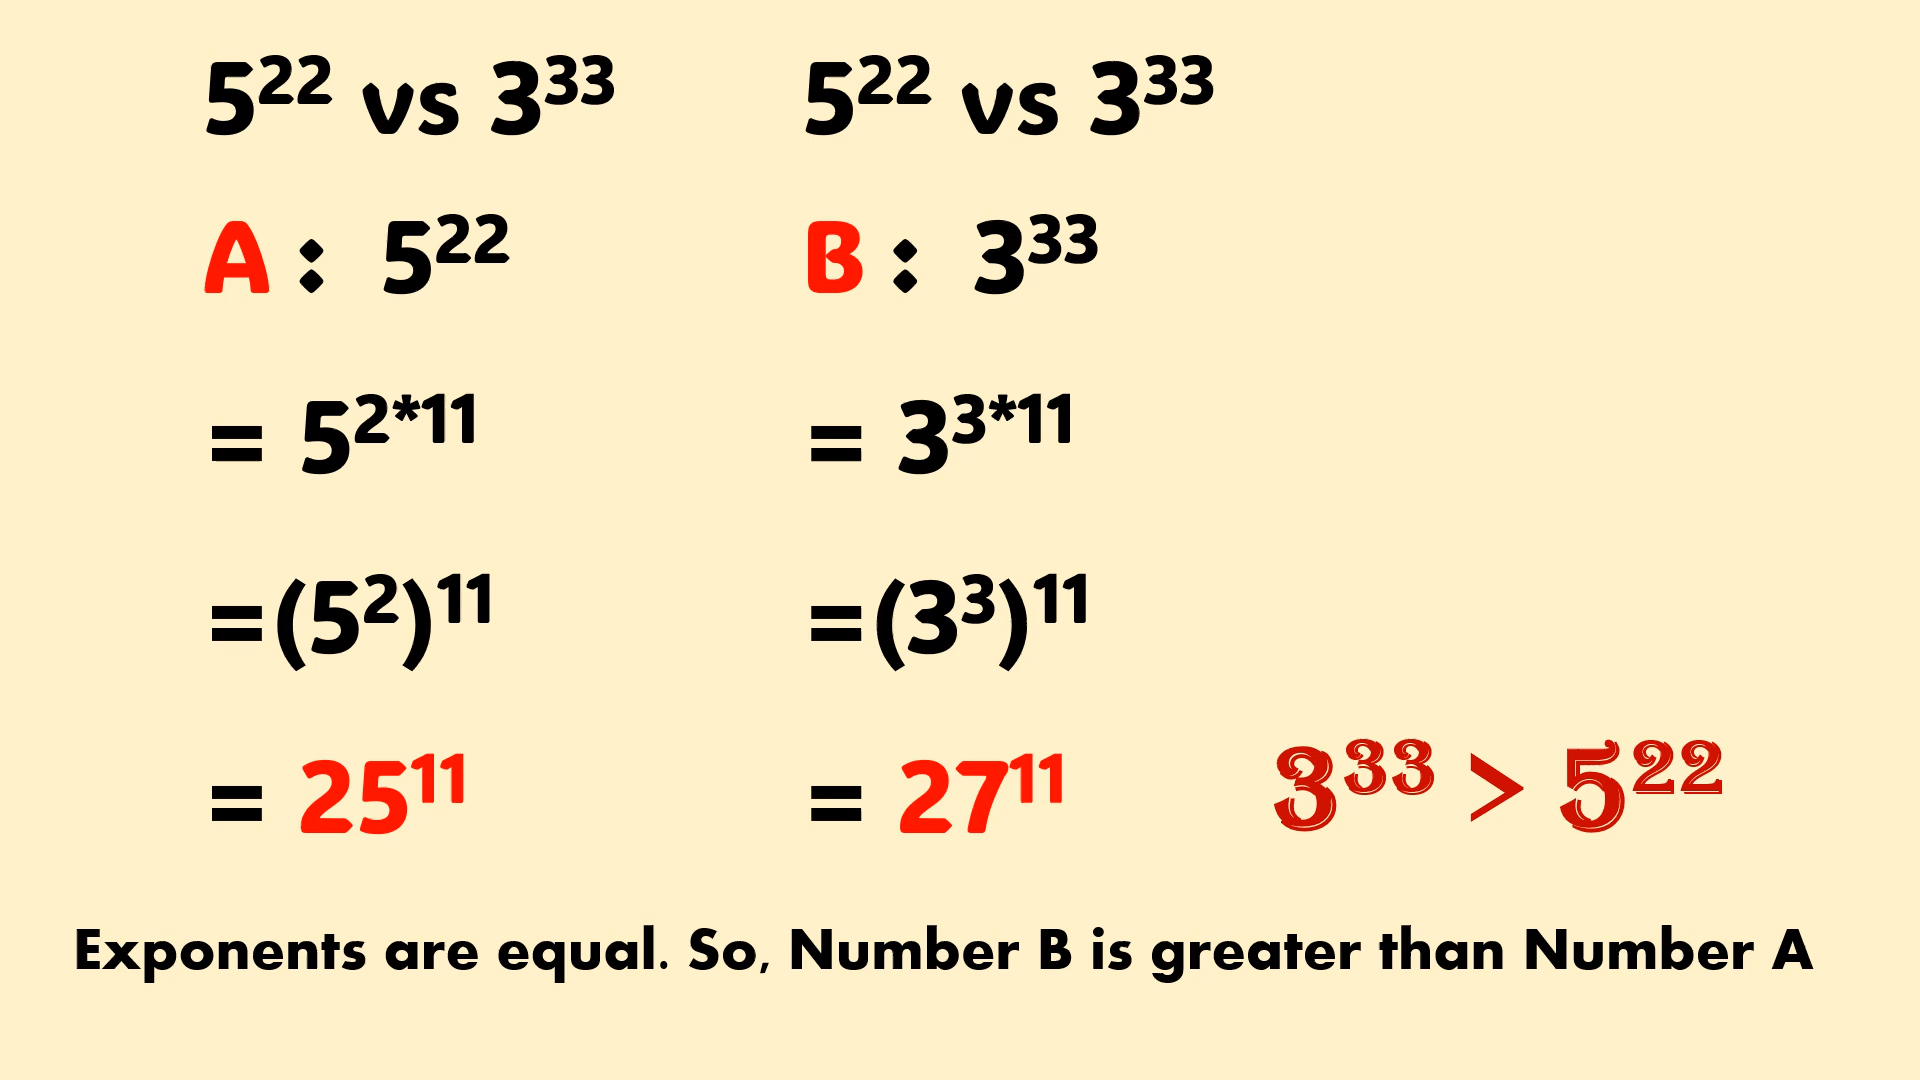 5²² vs 3³³
A : 5²²
= 5²*¹¹
=(5²)¹¹
= 25¹¹
5²² vs 3³³
B : 3³³
= 3³*¹¹
=(3³)¹¹
= 27¹¹
3³³ > 5²²
Exponents are equal. So, Number B is greater than Number A